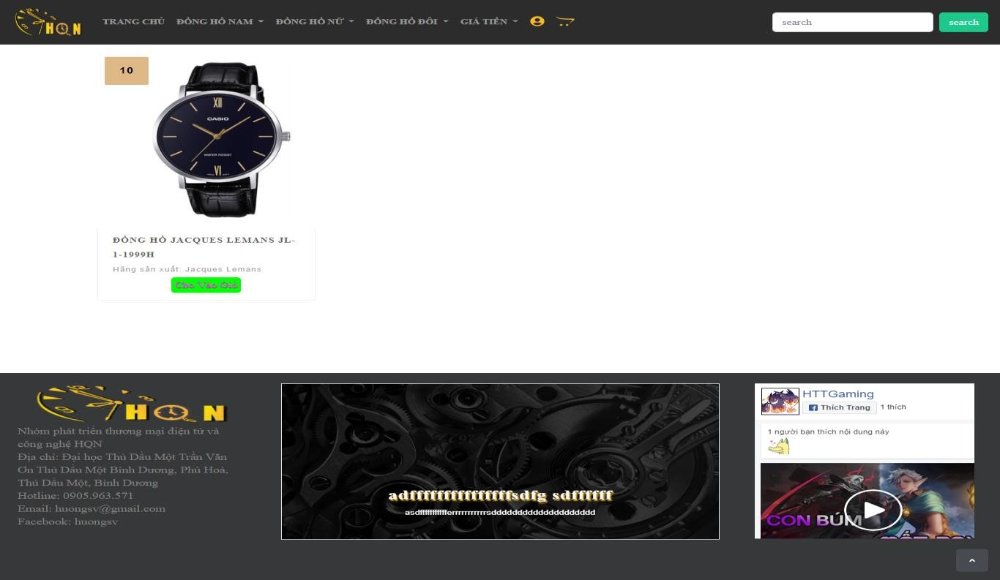 HQN
TRANG CHỦ ĐỒNG HỒ NAM ĐỒNG HỒ NỮ ĐỒNG HỒ ĐÔI GIÁ TIỀN
search search
10
XII
CASIO
WATER RESIST
VI
ĐỒNG HỒ JACQUES LEMANS JL-
1-1999H
Hãng sản xuất: Jacques Lemans
Cho Vào Giỏ
HQN
Nhóm phát triển thương mại điện tử và
công nghệ HQN
Địa chỉ: Đại học Thủ Dầu Một Trần Văn
Ơn Thủ Dầu Một Bình Dương, Phú Hoà,
Thủ Dầu Một, Bình Dương
Hotline: 0905.963.571
Email: huongsv@gmail.com
Facebook: huongsv
HTTGaming
Thích Trang 1 thích
1 người bạn thích nội dung này
CON BÚM